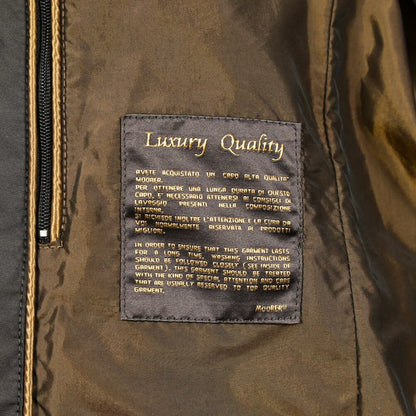 Luxury Quality
AVETE ACQUISTATO UN CAPO ALTA QUALITA'
MOORER.
PER OTTENERE UNA LUNGA DURATA DI QUESTO
CAPO, E' NECESSARIO ATTENERSI AI CONSIGLI DI
LAVAGGIO PRESENTI NELLA COMPOSIZIONE
INTERNA.
SI RICHIEDE INOLTRE L'ATTENZIONE E LA CURA DA
VOI NORMALMENTE RISERVATA AI PRODOTTI
MIGLIORI.
IN ORDER TO ENSURE THAT THIS GARMENT LASTS
FOR A LONG TIME, WASHING INSTRUCTIONS
SHOULD BE FOLLOWED CLOSELY (SEE INSIDE OF
GARMENT). THIS GARMENT SHOULD BE TREATED
WITH THE KIND OF SPECIAL ATTENTION AND CARE
THAT ARE USUALLY RESERVED TO TOP QUALITY
GARMENT.
MOORER